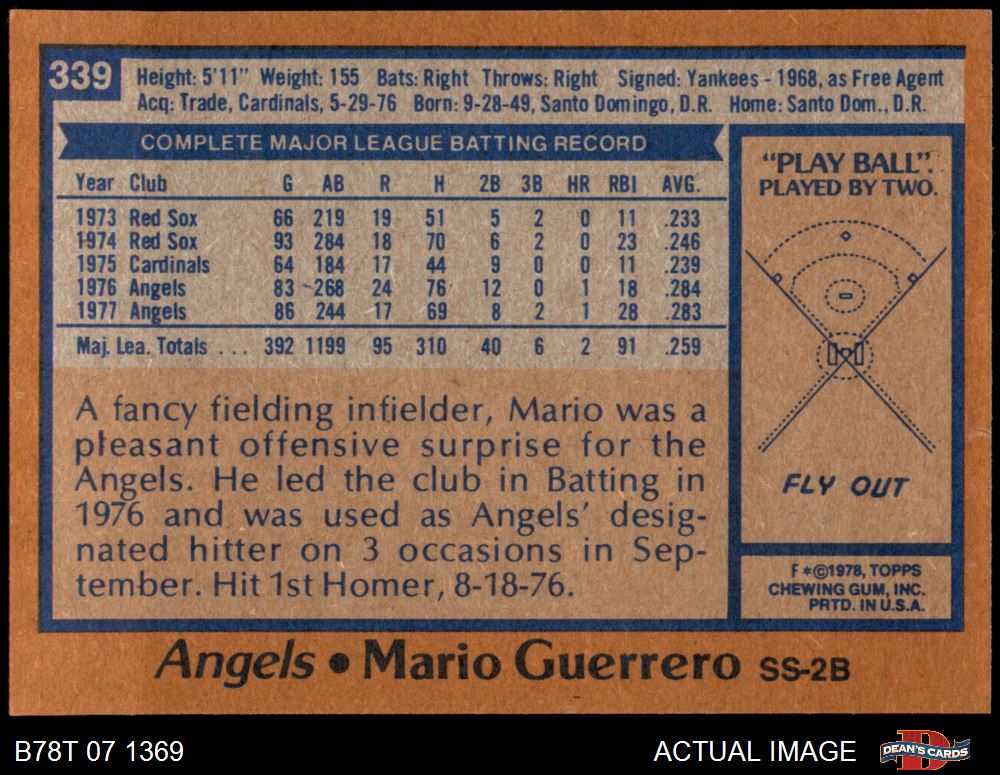 339
Height: 5'11" Weight: 155 Bats: Right Throws: Right Signed: Yankees - 1968, as Free Agent
Acq: Trade, Cardinals, 5-29-76 Born: 9-28-49, Santo Domingo, D.R. Home: Santo Dom., D.R.
COMPLETE MAJOR LEAGUE BATTING RECORD
Year Club G AB R H 2B 3B HR RBI AVG.
1973 Red Sox 66 219 19 51 5 2 0 11 .233
1974 Red Sox 93 284 18 70 6 2 0 23 .246
1975 Cardinals 64 184 17 44 9 0 0 11 .239
1976 Angels 83 268 24 76 12 0 1 18 .284
1977 Angels 86 244 17 69 8 2 1 28 .283
Maj. Lea. Totals ... 392 1199 95 310 40 6 2 91 .259
A fancy fielding infielder, Mario was a
pleasant offensive surprise for the
Angels. He led the club in Batting in
1976 and was used as Angels' desig-
nated hitter on 3 occasions in Sep-
tember. Hit 1st Homer, 8-18-76.
"PLAY BALL".
PLAYED BY TWO.
FLY OUT
F*©1978, TOPPS
CHEWING GUM, INC.
PRTD. IN U.S.A.
Angels • Mario Guerrero SS-2B
B78T 07 1369
ACTUAL IMAGE
DEAN'S CARDS